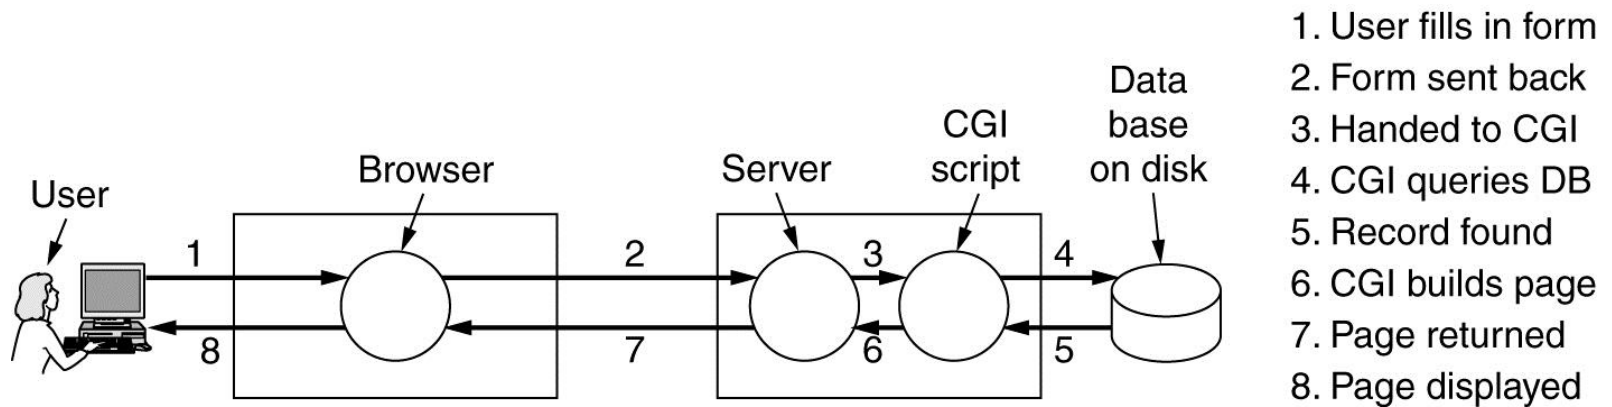 User
Browser
Server
CGI
script
Data
base
on disk
1
2
3
4
8
7
6
5
1. User fills in form
2. Form sent back
3. Handed to CGI
4. CGI queries DB
5. Record found
6. CGI builds page
7. Page returned
8. Page displayed